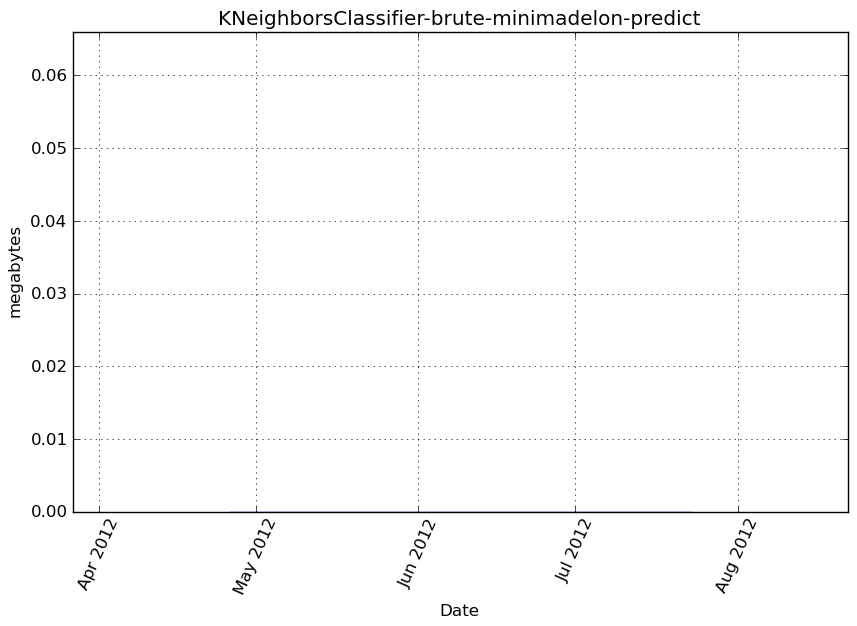 KNeighborsClassifier-brute-minimadelon-predict
0.06
0.05
0.04
0.03
0.02
0.01
0.00
megabytes
Apr 2012
May 2012
Jun 2012
Jul 2012
Aug 2012
Date